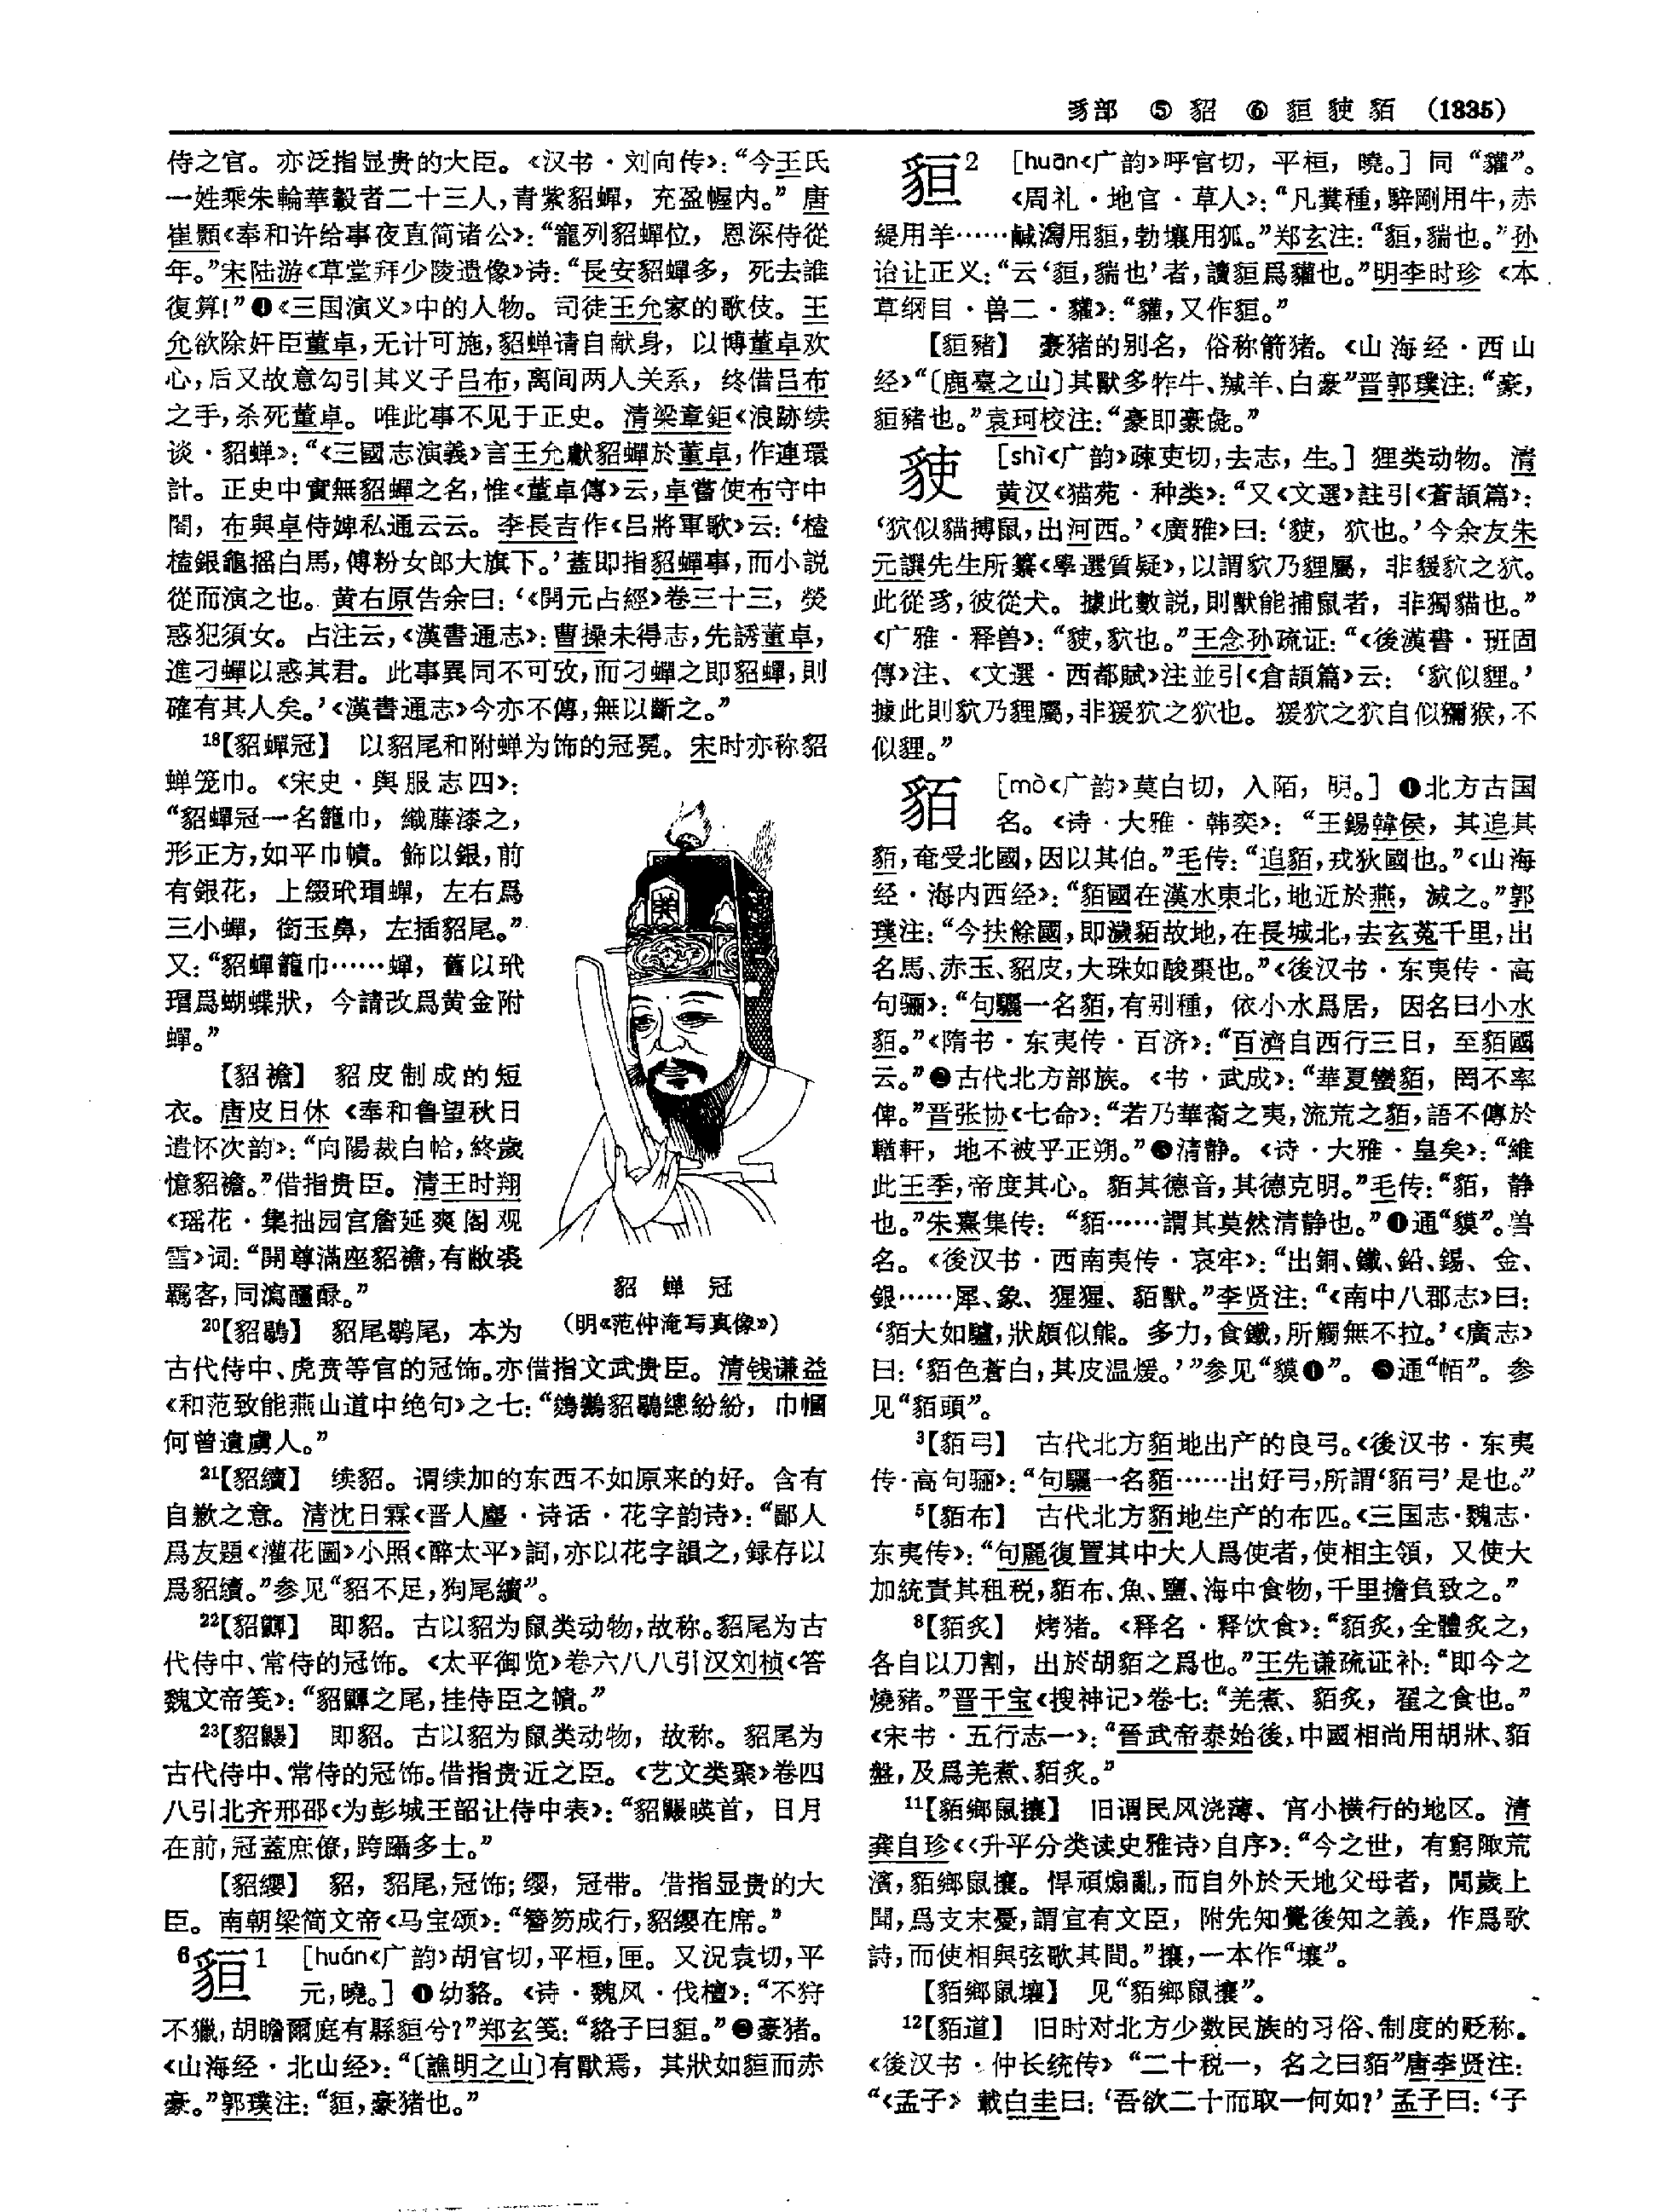 豸部 ⑤ 貂 ⑥ 貆 䝘 貊 (1335)
侍之官。亦泛指显贵的大臣。《汉书·刘向传》:“今王氏
一姓乘朱輪華轂者二十三人,青紫貂蟬,充盈幄内。”唐
崔顥《奉和许给事夜直简诸公》:“寵列貂蟬位,恩深侍從
年。”宋陆游《草堂拜少陵遗像》诗:“長安貂蟬多,死去誰
復算!”❹《三国演义》中的人物。司徒王允家的歌伎。王
允欲除奸臣董卓,无计可施,貂蝉请自献身,以博董卓欢
心,后又故意勾引其义子吕布,离间两人关系,终借吕布
之手,杀死董卓。唯此事不见于正史。清梁章鉅《浪跡续
谈·貂蝉》:“《三國志演義》言王允獻貂蟬於董卓,作連環
計。正史中實無貂蟬之名,惟《董卓傳》云,卓嘗使布守中
閤,布與卓侍婢私通云云。李長吉作《吕將軍歌》云:‘榼
榼銀龜摇白馬,傅粉女郎大旗下。’蓋即指貂蟬事,而小説
從而演之也。黄右原告余曰:‘《開元占經》卷三十三,熒
惑犯須女。占注云,《漢書通志》:曹操未得志,先誘董卓,
進刁蟬以惑其君。此事異同不可攷,而刁蟬之即貂蟬,則
確有其人矣。’《漢書通志》今亦不傳,無以斷之。”
18【貂蟬冠】 以貂尾和附蝉为饰的冠冕。宋时亦称貂
蝉笼巾。《宋史·舆服志四》:
“貂蟬冠一名籠巾,織藤漆之,
形正方,如平巾幘。飾以銀,前
有銀花,上綴玳瑁蟬,左右爲
三小蟬,銜玉鼻,左插貂尾。”
又:“貂蟬籠巾……蟬,舊以玳
瑁爲蝴蝶狀,今請改爲黄金附
蟬。”
【貂襜】 貂皮制成的短
衣。唐皮日休《奉和鲁望秋日
遣怀次韵》:“向陽裁白帢,終歲
憶貂襜。”借指贵臣。清王时翔
《瑶花·集拙园官詹延爽阁观
雪》词:“開尊滿座貂襜,有敝裘
羈客,同瀉醽醁。”
貂 蝉 冠
(明《范仲淹写真像》)
20【貂鶡】 貂尾鹖尾,本为
古代侍中、虎贲等官的冠饰。亦借指文武贵臣。清钱谦益
《和范致能燕山道中绝句》之七:“鵕鸃貂鶡總紛紛,巾幗
何曾遺虜人。”
21【貂續】 续貂。谓续加的东西不如原来的好。含有
自歉之意。清沈日霖《晋人麈·诗话·花字韵诗》:“鄙人
爲友題《灌花圖》小照《醉太平》詞,亦以花字韻之,録存以
爲貂續。”参见“貂不足,狗尾續”。
22【貂鼲】 即貂。古以貂为鼠类动物,故称。貂尾为古
代侍中、常侍的冠饰。《太平御览》卷六八八引汉刘桢《答
魏文帝笺》:“貂鼲之尾,挂侍臣之幘。”
23【貂鼹】 即貂。古以貂为鼠类动物,故称。貂尾为
古代侍中、常侍的冠饰。借指贵近之臣。《艺文类聚》卷四
八引北齐邢邵《为彭城王韶让侍中表》:“貂鼹暎首,日月
在前,冠蓋庶僚,跨躡多士。”
【貂纓】 貂,貂尾,冠饰;缨,冠带。借指显贵的大
臣。南朝梁简文帝《马宝颂》:“簪笏成行,貂纓在席。”
6貆1 [huán《广韵》胡官切,平桓,匣。又况袁切,平
元,曉。] ❶幼貉。《诗·魏风·伐檀》:“不狩
不獵,胡瞻爾庭有縣貆兮?”郑玄笺:“貉子曰貆。”❷豪猪。
《山海经·北山经》:“〔譙明之山〕有獸焉,其狀如貆而赤
豪。”郭璞注:“貆,豪猪也。”
貆2 [huān《广韵》呼官切,平桓,曉。] 同“貛”。
《周礼·地官·草人》:“凡糞種,騂剛用牛,赤
緹用羊……鹹潟用貆,勃壤用狐。”郑玄注:“貆,貒也。”孙
诒让正义:“云‘貆,貒也’者,讀貆爲貛也。”明李时珍《本
草纲目·兽二·貛》:“貛,又作貆。”
【貆豬】 豪猪的别名,俗称箭猪。《山海经·西山
经》“〔鹿臺之山〕其獸多㸲牛、羬羊、白豪”晋郭璞注:“豪,
貆豬也。”袁珂校注:“豪即豪彘。”
䝘 [shì《广韵》疎吏切,去志,生。] 狸类动物。清
黄汉《猫苑·种类》:“又《文選》註引《蒼頡篇》:
‘狖似貓搏鼠,出河西。’《廣雅》曰:‘䝘,狖也。’今余友朱
元譔先生所纂《學選質疑》,以謂貁乃貍屬,非猨貁之狖。
此從豸,彼從犬。據此數説,則獸能捕鼠者,非獨貓也。”
《广雅·释兽》:“䝘,貁也。”王念孙疏证:“《後漢書·班固
傳》注、《文選·西都賦》注並引《倉頡篇》云:‘貁似貍。’
據此則貁乃貍屬,非猨狖之狖也。猨狖之狖自似獼猴,不
似貍。”
貊 [mò《广韵》莫白切,入陌,明。] ❶北方古国
名。《诗·大雅·韩奕》:“王錫韓侯,其追其
貊,奄受北國,因以其伯。”毛传:“追貊,戎狄國也。”《山海
经·海内西经》:“貊國在漢水東北,地近於燕,滅之。”郭
璞注:“今扶餘國,即濊貊故地,在長城北,去玄菟千里,出
名馬、赤玉、貂皮,大珠如酸棗也。”《後汉书·东夷传·高
句骊》:“句驪一名貊,有别種,依小水爲居,因名曰小水
貊。”《隋书·东夷传·百济》:“百濟自西行三日,至貊國
云。”❷古代北方部族。《书·武成》:“華夏蠻貊,罔不率
俾。”晋张协《七命》:“若乃華裔之夷,流荒之貊,語不傳於
輶軒,地不被乎正朔。”❸清静。《诗·大雅·皇矣》:“維
此王季,帝度其心。貊其德音,其德克明。”毛传:“貊,静
也。”朱熹集传:“貊……謂其莫然清静也。”❹通“貘”。兽
名。《後汉书·西南夷传·哀牢》:“出銅、鐵、鉛、錫、金、
銀……犀、象、猩猩、貊獸。”李贤注:“《南中八郡志》曰:
‘貊大如驢,狀頗似熊。多力,食鐵,所觸無不拉。’《廣志》
曰:‘貊色蒼白,其皮温煖。’”参见“貘❶”。❺通“帞”。参
见“貊頭”。
3【貊弓】 古代北方貊地出产的良弓。《後汉书·东夷
传·高句骊》:“句驪一名貊……出好弓,所謂‘貊弓’是也。”
5【貊布】 古代北方貊地生产的布匹。《三国志·魏志·
东夷传》:“句麗復置其中大人爲使者,使相主領,又使大
加統責其租税,貊布、魚、鹽、海中食物,千里擔負致之。”
8【貊炙】 烤猪。《释名·释饮食》:“貊炙,全體炙之,
各自以刀割,出於胡貊之爲也。”王先谦疏证补:“即今之
燒豬。”晋干宝《搜神记》卷七:“羌煮、貊炙,翟之食也。”
《宋书·五行志一》:“晉武帝泰始後,中國相尚用胡牀、貊
盤,及爲羌煮、貊炙。”
11【貊鄉鼠攘】 旧谓民风浇薄、宵小横行的地区。清
龚自珍《〈升平分类读史雅诗〉自序》:“今之世,有窮陬荒
濱,貊鄉鼠攘。悍頑煽亂,而自外於天地父母者,閒歲上
聞,爲支末憂,謂宜有文臣,附先知覺後知之義,作爲歌
詩,而使相與弦歌其間。”攘,一本作“壤”。
【貊鄉鼠壤】 见“貊鄉鼠攘”。
12【貊道】 旧时对北方少数民族的习俗、制度的贬称。
《後汉书·仲长统传》“二十税一,名之曰貊”唐李贤注:
“《孟子》載白圭曰:‘吾欲二十而取一何如?’孟子曰:‘子